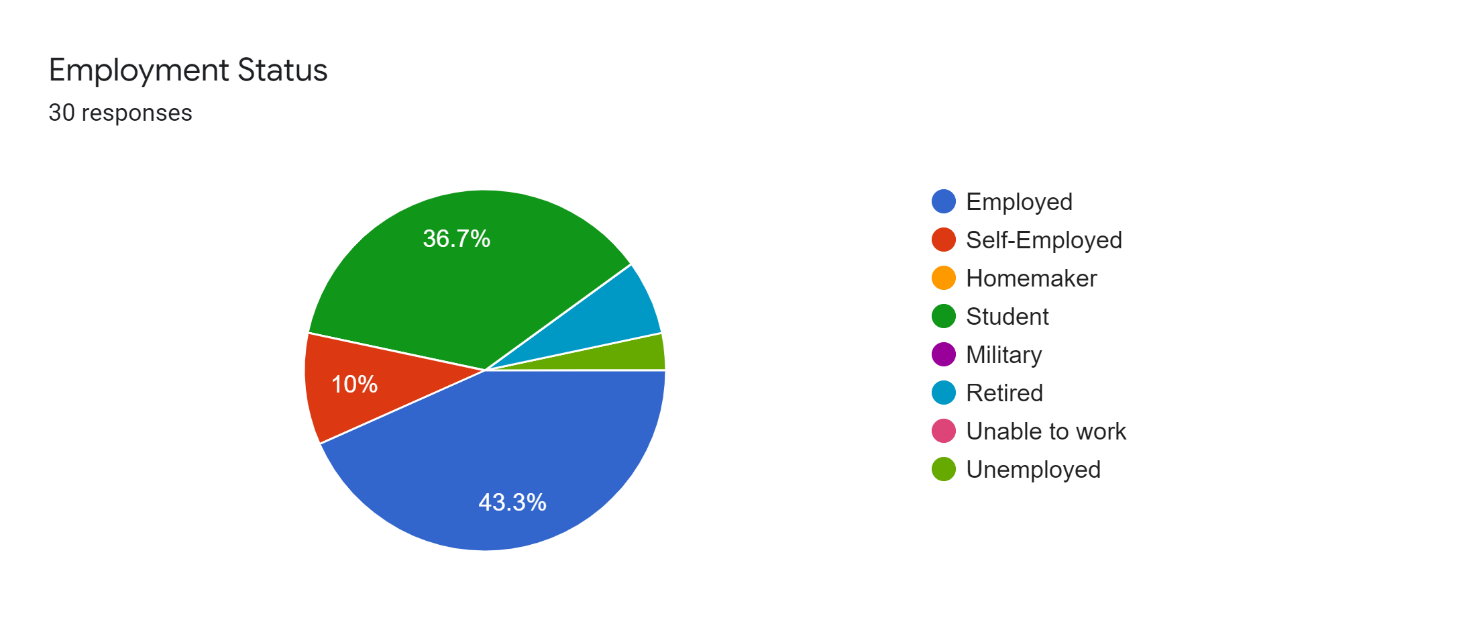 Employment Status
30 responses
36.7%
10%
43.3%
Employed
Self-Employed
Homemaker
Student
Military
Retired
Unable to work
Unemployed